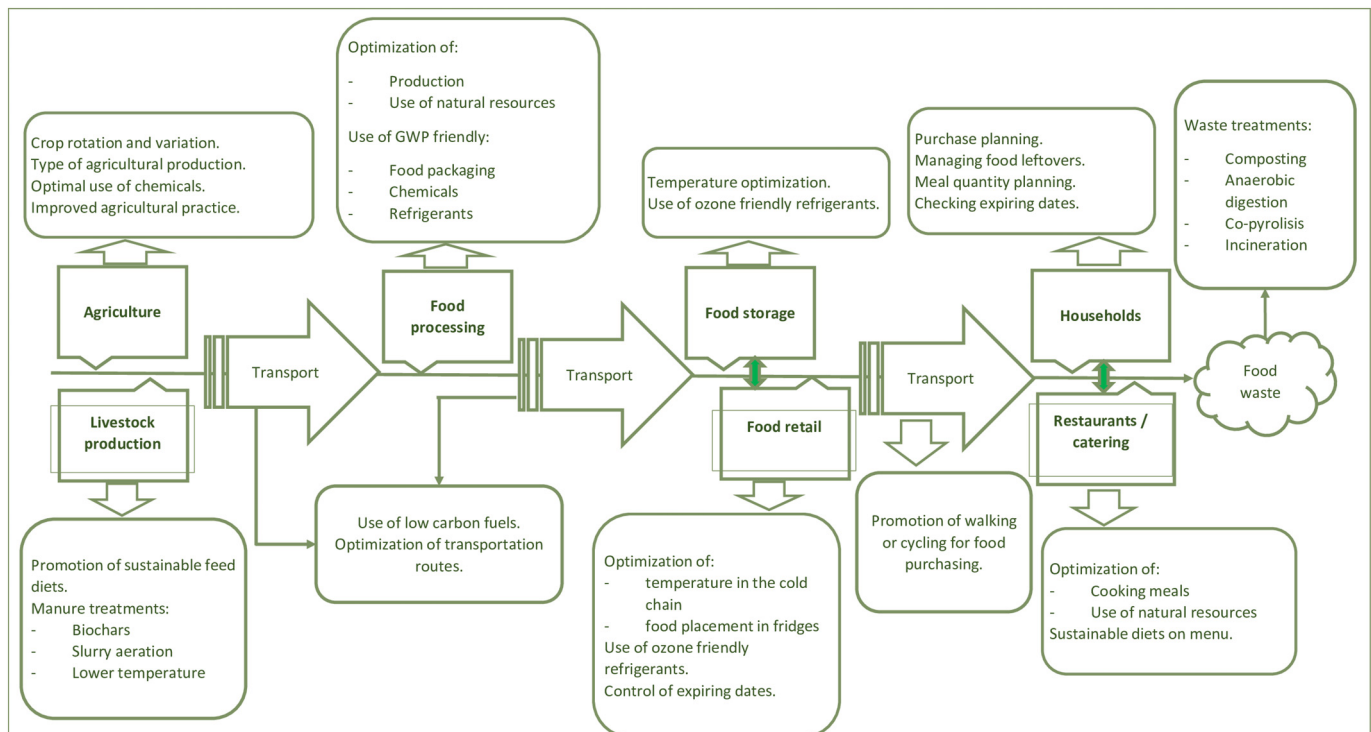 Crop rotation and variation.
Type of agricultural production.
Optimal use of chemicals.
Improved agricultural practice.
Optimization of:
- Production
- Use of natural resources
Use of GWP friendly:
- Food packaging
- Chemicals
- Refrigerants
Temperature optimization.
Use of ozone friendly refrigerants.
Purchase planning.
Managing food leftovers.
Meal quantity planning.
Checking expiring dates.
Waste treatments:
- Composting
- Anaerobic
digestion
- Co-pyrolisis
- Incineration
Agriculture
Food
processing
Food storage
Households
Transport
Transport
Transport
Food
waste
Livestock
production
Food retail
Restaurants /
catering
Promotion of sustainable feed
diets.
Manure treatments:
- Biochars
- Slurry aeration
- Lower temperature
Use of low carbon fuels.
Optimization of transportation
routes.
Optimization of:
- temperature in the cold
chain
- food placement in fridges
Use of ozone friendly
refrigerants.
Control of expiring dates.
Promotion of walking
or cycling for food
purchasing.
Optimization of:
- Cooking meals
- Use of natural resources
Sustainable diets on menu.